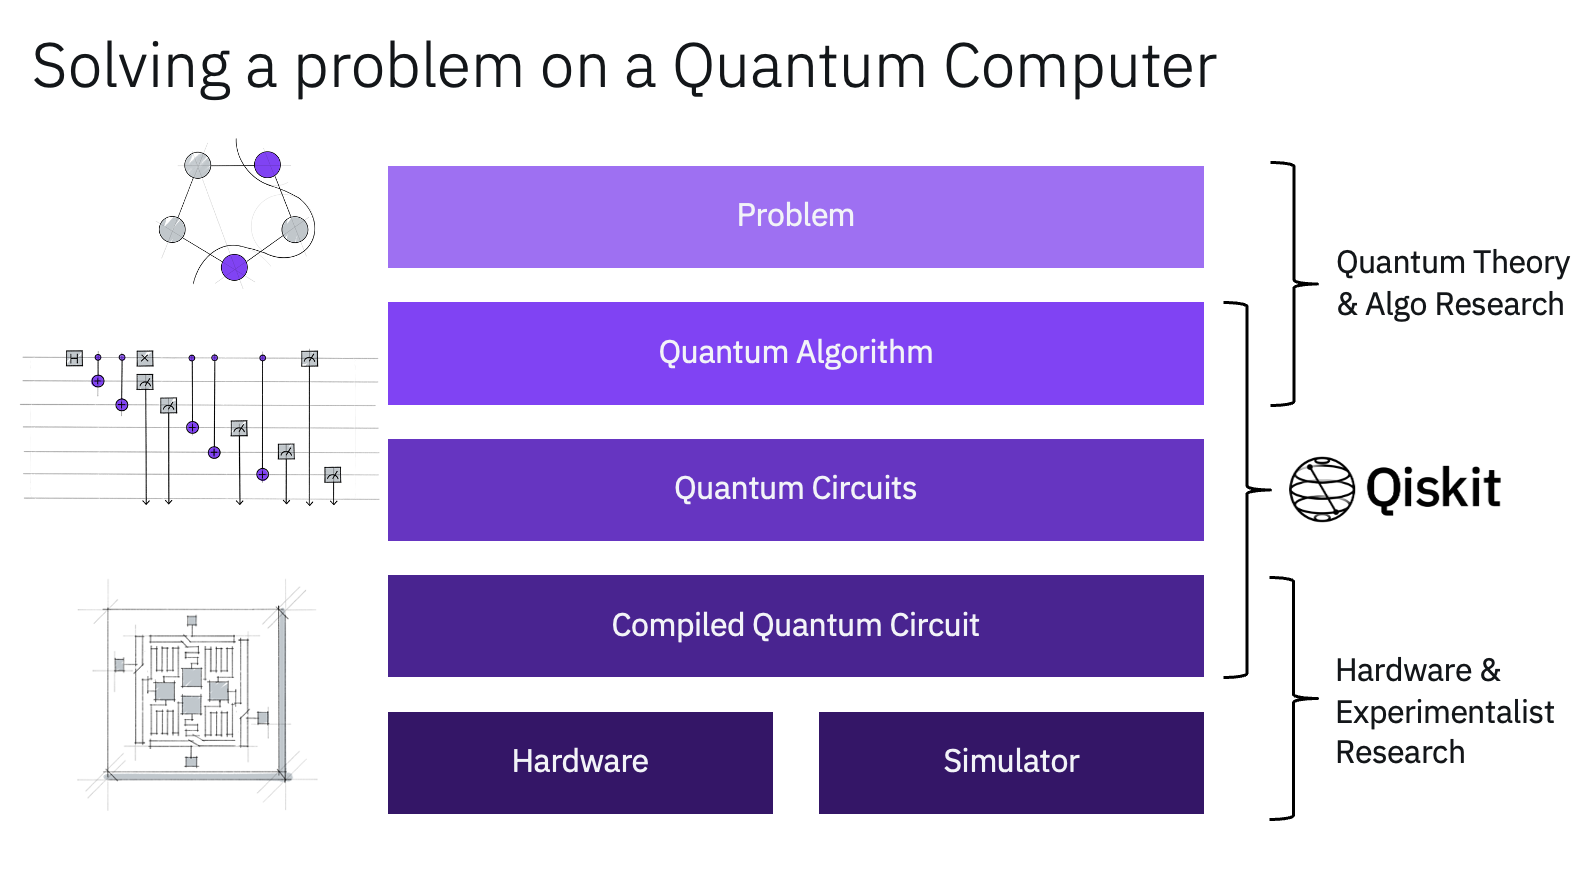 Solving a problem on a Quantum Computer
Problem
Quantum Theory
& Algo Research
Quantum Algorithm
H
X
Quantum Circuits
Qiskit
Compiled Quantum Circuit
Hardware &
Experimentalist
Research
Hardware
Simulator